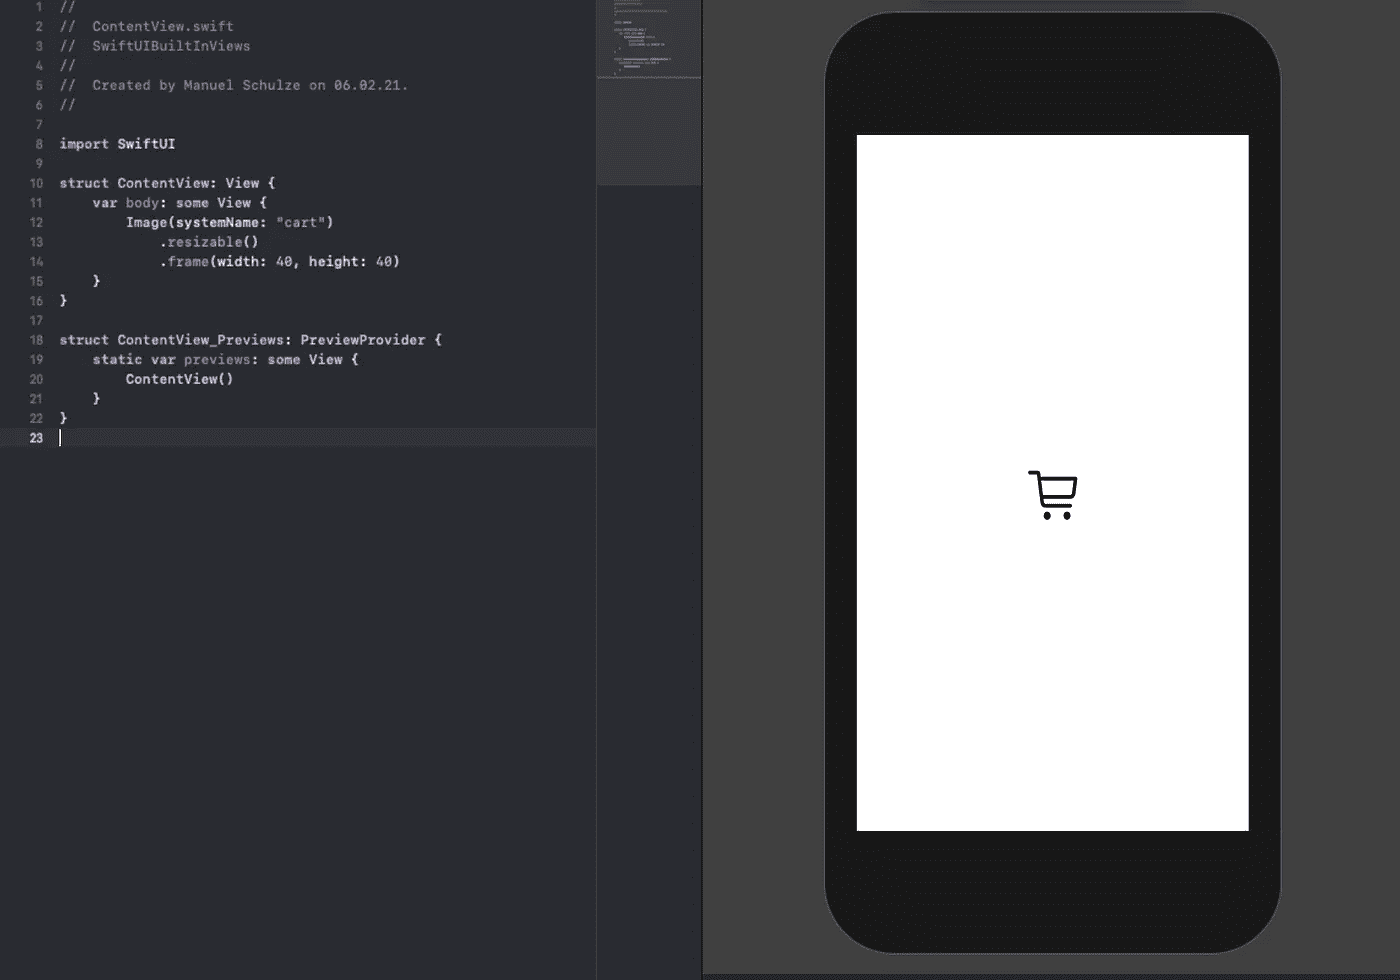 1 //
2 //  ContentView.swift
3 //  SwiftUIBuiltInViews
4 //
5 //  Created by Manuel Schulze on 06.02.21.
6 //
7
8 import SwiftUI
9
10 struct ContentView: View {
11     var body: some View {
12         Image(systemName: "cart")
13             .resizable()
14             .frame(width: 40, height: 40)
15     }
16 }
17
18 struct ContentView_Previews: PreviewProvider {
19     static var previews: some View {
20         ContentView()
21     }
22 }
23